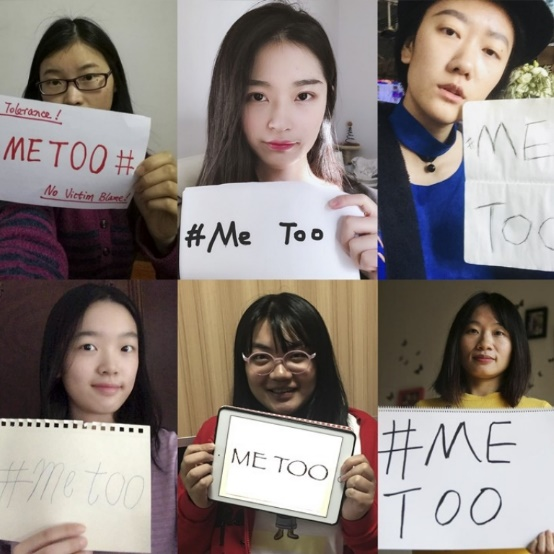 Tolerance!
ME TOO #
No Victim Blame!
#Me Too
#ME
TOO
#Me too
ME TOO
#ME
TOO